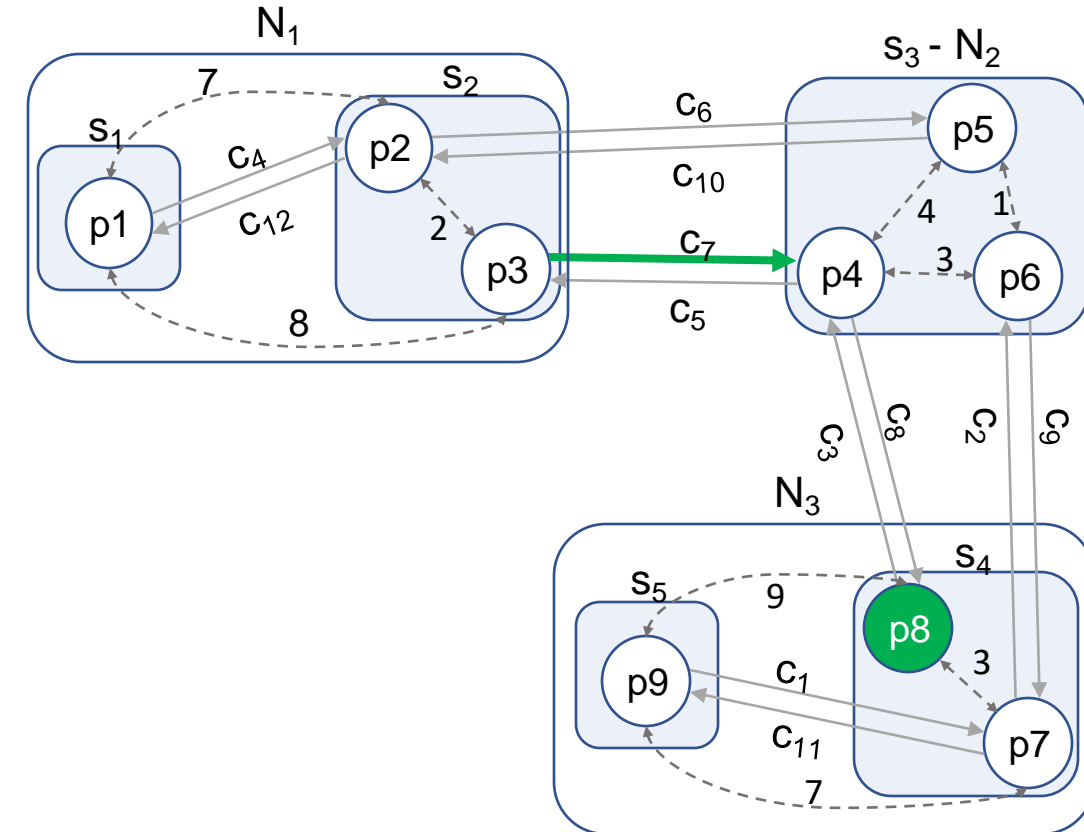 N₁
s₃ - N₂
7
s₂
s₁
c₄
p2
c₆
p5
c₁₀
p1
c₁₂
2
4
1
c₇
p3
p4
3
p6
c₅
8
c₃
c₈
c₂
c₉
N₃
s₄
s₅
9
p8
3
p9
c₁
c₁₁
p7
7